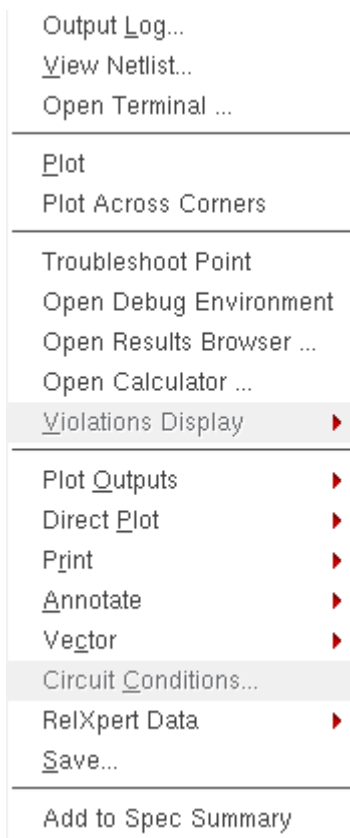 Output Log...
View Netlist...
Open Terminal ...
Plot
Plot Across Corners
Troubleshoot Point
Open Debug Environment
Open Results Browser ...
Open Calculator ...
Violations Display
Plot Outputs
Direct Plot
Print
Annotate
Vector
Circuit Conditions...
RelXpert Data
Save...
Add to Spec Summary